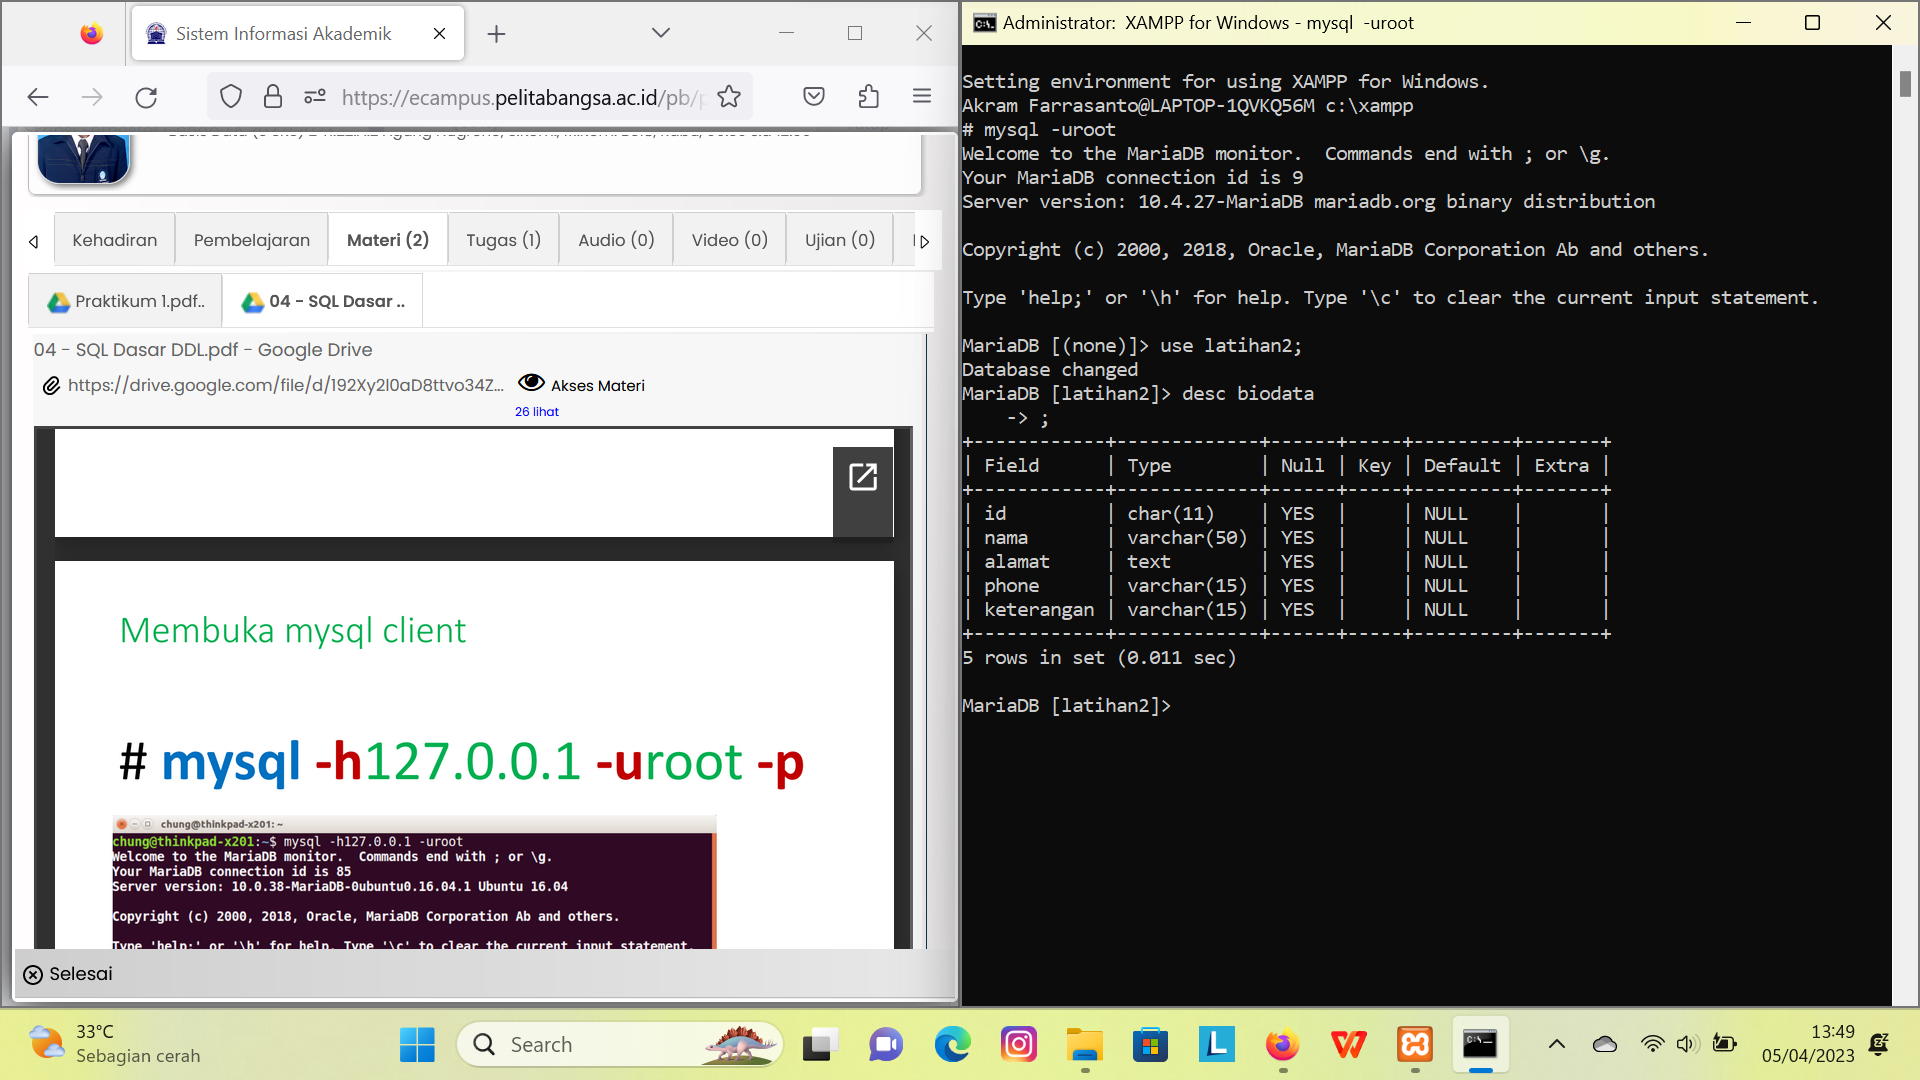 Sistem Informasi Akademik
https://ecampus.pelitabangsa.ac.id/pb/p
Kehadiran
Pembelajaran
Materi (2)
Tugas (1)
Audio (0)
Video (0)
Ujian (0)
Praktikum 1.pdf..
04 - SQL Dasar ..
04 - SQL Dasar DDL.pdf - Google Drive
https://drive.google.com/file/d/192Xy2l0aD8ttvo34Z... Akses Materi
26 lihat
Membuka mysql client
# mysql -h127.0.0.1 -uroot -p
chung@thinkpad-x201: ~
chung@thinkpad-x201:~$ mysql -h127.0.0.1 -uroot
Welcome to the MariaDB monitor.  Commands end with ; or \g.
Your MariaDB connection id is 85
Server version: 10.0.38-MariaDB-0ubuntu0.16.04.1 Ubuntu 16.04
Copyright (c) 2000, 2018, Oracle, MariaDB Corporation Ab and others.
Type 'help;' or '\h' for help. Type '\c' to clear the current input statement.
Selesai
Administrator:  XAMPP for Windows - mysql  -uroot
Setting environment for using XAMPP for Windows.
Akram Farrasanto@LAPTOP-1QVKQ56M c:\xampp
# mysql -uroot
Welcome to the MariaDB monitor.  Commands end with ; or \g.
Your MariaDB connection id is 9
Server version: 10.4.27-MariaDB mariadb.org binary distribution
Copyright (c) 2000, 2018, Oracle, MariaDB Corporation Ab and others.
Type 'help;' or '\h' for help. Type '\c' to clear the current input statement.
MariaDB [(none)]> use latihan2;
Database changed
MariaDB [latihan2]> desc biodata
    -> ;
+------------+-------------+------+-----+---------+-------+
| Field      | Type        | Null | Key | Default | Extra |
+------------+-------------+------+-----+---------+-------+
| id         | char(11)    | YES  |     | NULL    |       |
| nama       | varchar(50) | YES  |     | NULL    |       |
| alamat     | text        | YES  |     | NULL    |       |
| phone      | varchar(15) | YES  |     | NULL    |       |
| keterangan | varchar(15) | YES  |     | NULL    |       |
+------------+-------------+------+-----+---------+-------+
5 rows in set (0.011 sec)
MariaDB [latihan2]>
33°C
Sebagian cerah
Search
13:49
05/04/2023